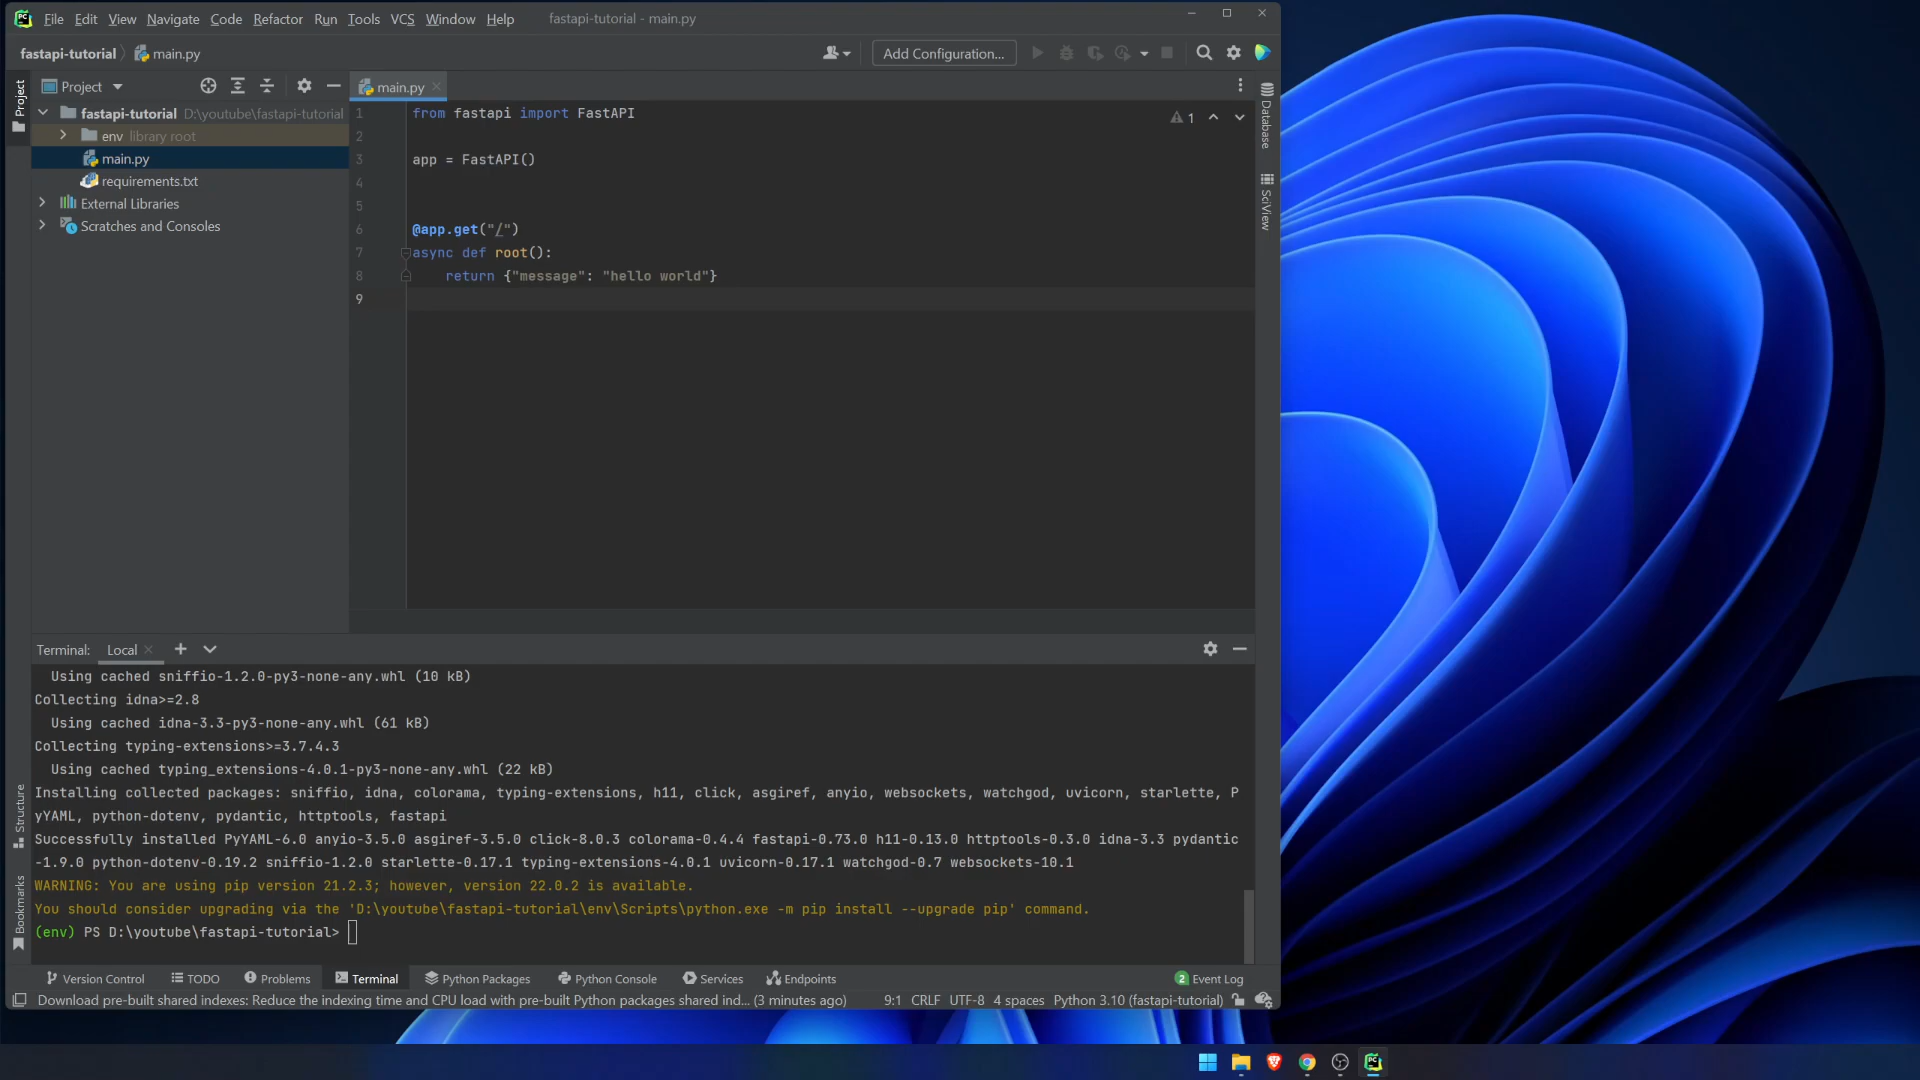 File Edit View Navigate Code Refactor Run Tools VCS Window Help fastapi-tutorial - main.py
fastapi-tutorial main.py Add Configuration...
Project
main.py
Project
fastapi-tutorial D:\youtube\fastapi-tutorial
env library root
main.py
requirements.txt
External Libraries
Scratches and Consoles
1 from fastapi import FastAPI
2
3 app = FastAPI()
4
5
6 @app.get("/")
7 async def root():
8 return {"message": "hello world"}
9
1
Database
SciView
Terminal: Local
Using cached sniffio-1.2.0-py3-none-any.whl (10 kB)
Collecting idna>=2.8
Using cached idna-3.3-py3-none-any.whl (61 kB)
Collecting typing-extensions>=3.7.4.3
Using cached typing_extensions-4.0.1-py3-none-any.whl (22 kB)
Installing collected packages: sniffio, idna, colorama, typing-extensions, h11, click, asgiref, anyio, websockets, watchgod, uvicorn, starlette, P
yYAML, python-dotenv, pydantic, httptools, fastapi
Successfully installed PyYAML-6.0 anyio-3.5.0 asgiref-3.5.0 click-8.0.3 colorama-0.4.4 fastapi-0.73.0 h11-0.13.0 httptools-0.3.0 idna-3.3 pydantic
-1.9.0 python-dotenv-0.19.2 sniffio-1.2.0 starlette-0.17.1 typing-extensions-4.0.1 uvicorn-0.17.1 watchgod-0.7 websockets-10.1
WARNING: You are using pip version 21.2.3; however, version 22.0.2 is available.
You should consider upgrading via the 'D:\youtube\fastapi-tutorial\env\Scripts\python.exe -m pip install --upgrade pip' command.
(env) PS D:\youtube\fastapi-tutorial>
Structure
Bookmarks
Version Control TODO Problems Terminal Python Packages Python Console Services Endpoints 2 Event Log
Download pre-built shared indexes: Reduce the indexing time and CPU load with pre-built Python packages shared ind... (3 minutes ago) 9:1 CRLF UTF-8 4 spaces Python 3.10 (fastapi-tutorial)